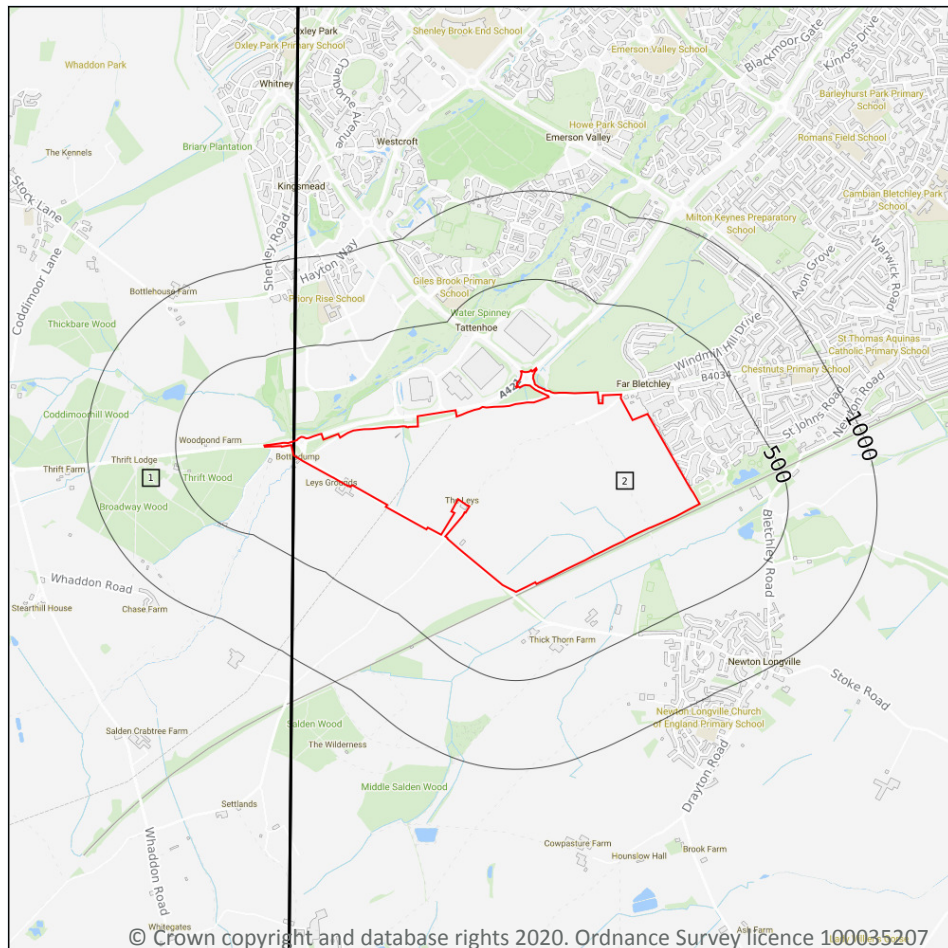 Oxley Park
Oxley Park Primary
School
Shenley Brook End School
Emerson Valley
School
Blackmoor Gate
Kinross Drive
Whaddon Park
Whitney
Camborne Avenue
Barleyhurst Park Primary
School
Howe Park School
Emerson Valley
Romans Field School
Westcroft
Briary Plantation
The Kennels
Stock Lane
Kingsmead
Cambian Bletchley Park
School
Milton Keynes Preparatory
School
Coddimoor Lane
Shenley Road
Hayton Way
Warwick Road
Avon Grove
Bottlehouse Farm
Priory Rise School
Giles Brook Primary
School
Water Spinney
Tattenhoe
Thickbare Wood
Windmill Hill Drive
St Thomas Aquinas
Catholic Primary School
B4034
Chestnuts Primary School
A421
Far Bletchley
Newton Road
St Johns Road
1000
Coddimoorhill Wood
Woodpond Farm
Bottledump
500
Thrift Lodge
Thrift Farm
1
Thrift Wood
Leys Grounds
2
Broadway Wood
The Leys
Bletchley Road
Whaddon Road
Stearthill House
Chase Farm
Thick Thorn Farm
Newton Longville
Stoke Road
Newton Longville Church
of England Primary School
Salden Wood
Salden Crabtree Farm
The Wilderness
Middle Salden Wood
Drayton Road
Settlands
Whaddon Road
Cowpasture Farm
Hounslow Hall
Brook Farm
Whitegates
© Crown copyright and database rights 2020. Ordnance Survey licence 100035207